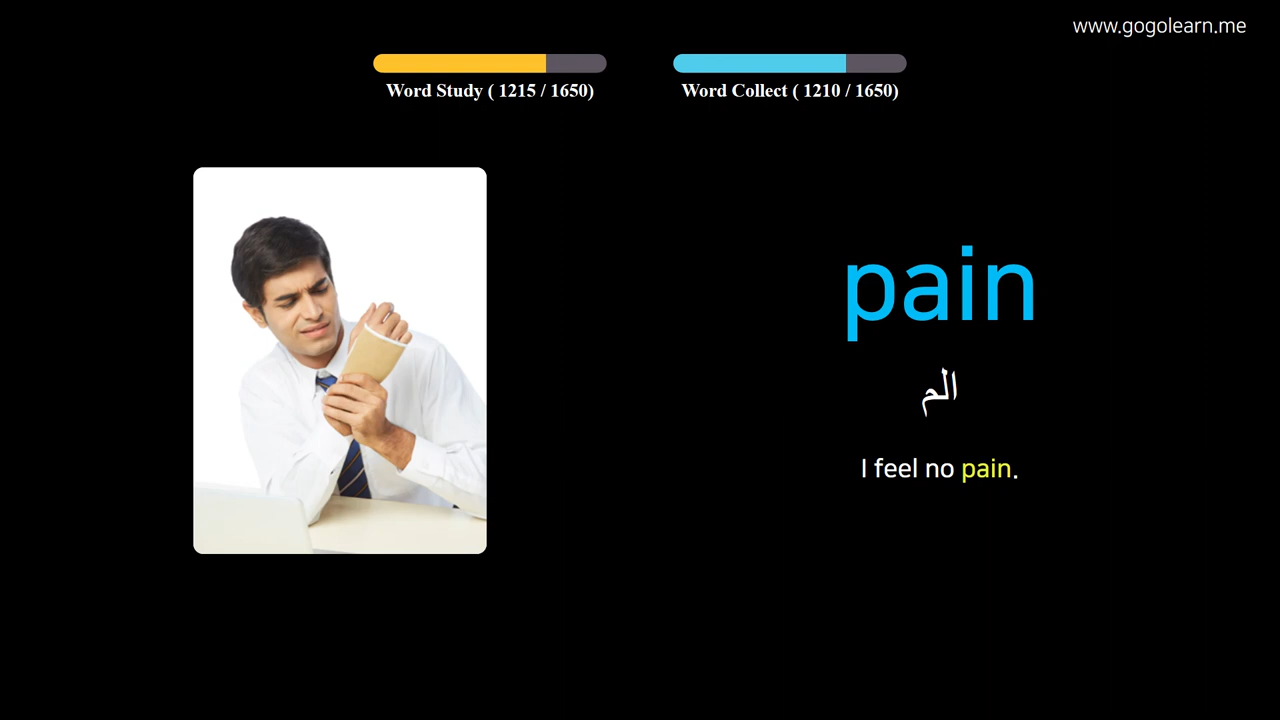 www.gogolearn.me
Word Study ( 1215 / 1650)
Word Collect ( 1210 / 1650)
pain
الم
I feel no pain.